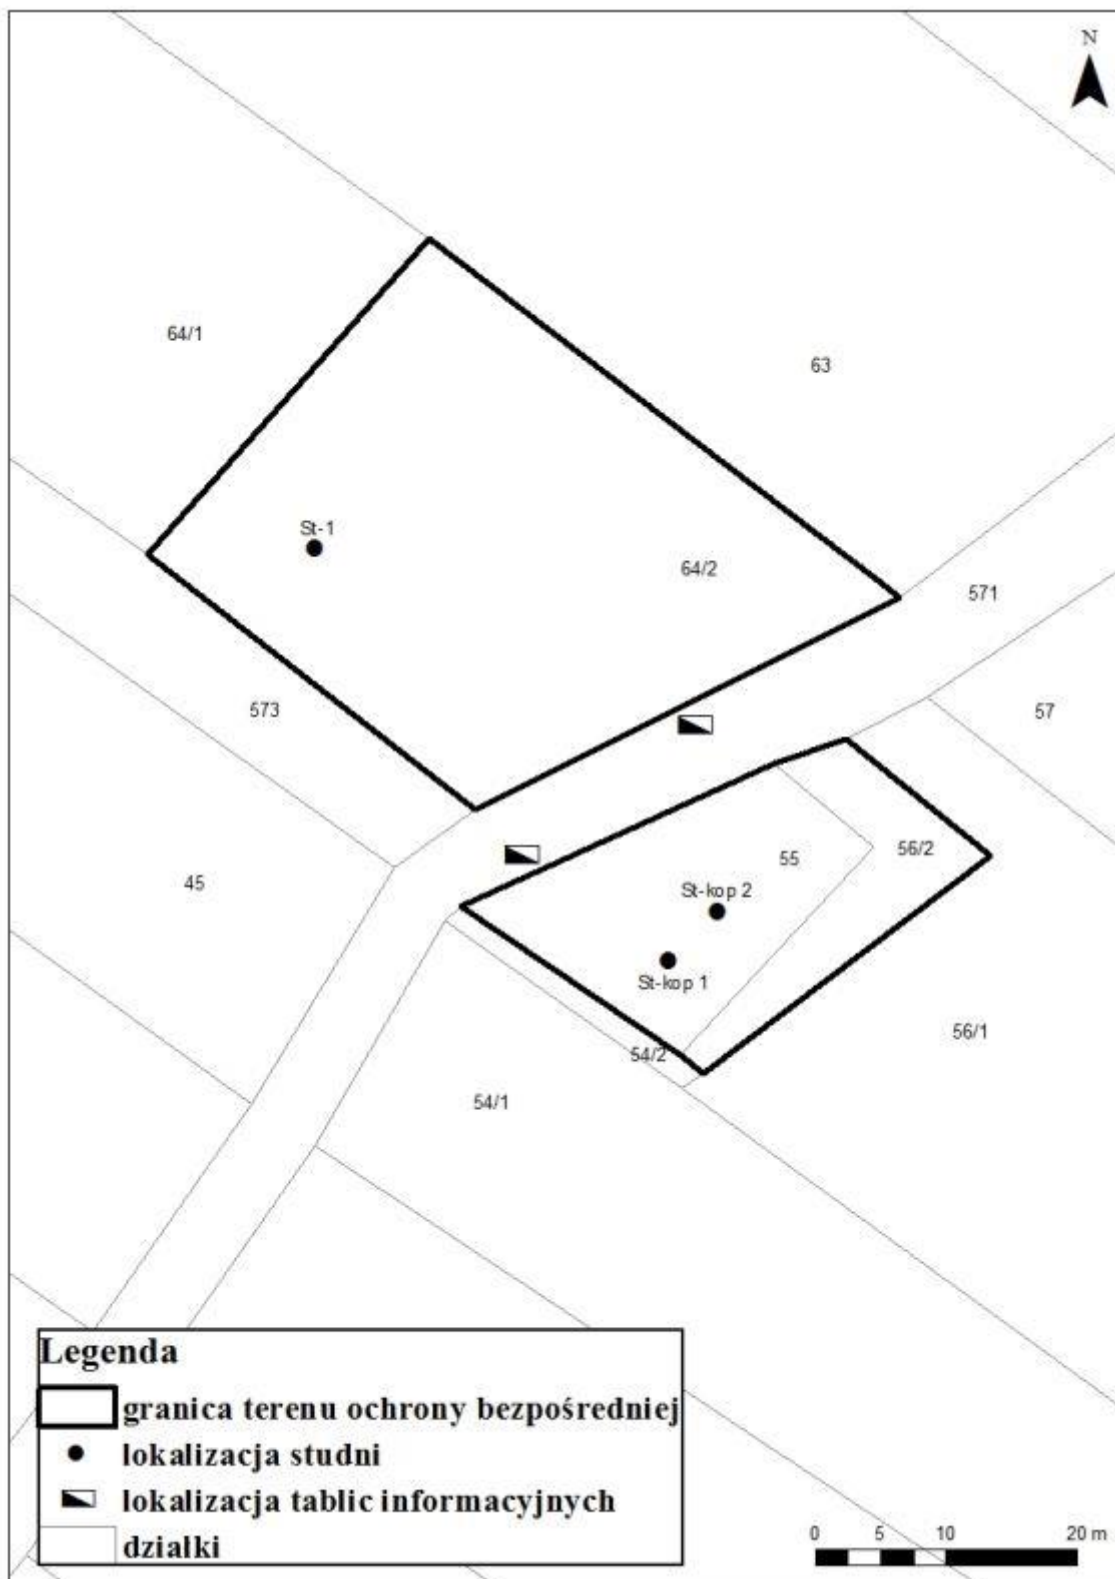 N
64/1
63
St-1
64/2
571
573
57
55
56/2
45
St-kop 2
St-kop 1
54/2
56/1
54/1
Legenda
granica terenu ochrony bezpośredniej
lokalizacja studni
lokalizacja tablic informacyjnych
działki
0 5 10 20 m